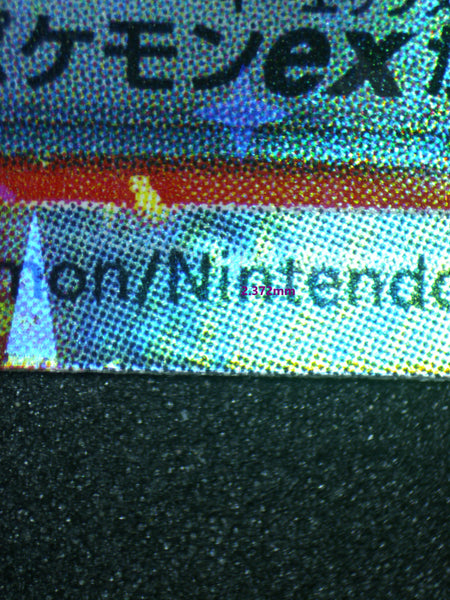 ケモンex
mon/Nintendo
2.372mm